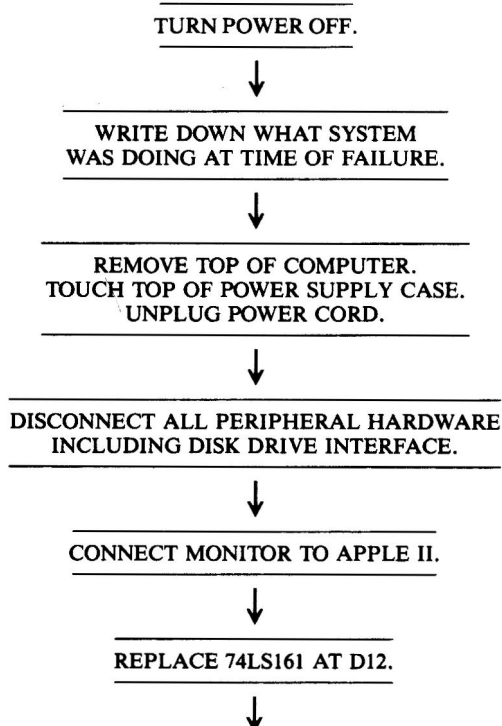 TURN POWER OFF.
WRITE DOWN WHAT SYSTEM
WAS DOING AT TIME OF FAILURE.
REMOVE TOP OF COMPUTER.
TOUCH TOP OF POWER SUPPLY CASE.
UNPLUG POWER CORD.
DISCONNECT ALL PERIPHERAL HARDWARE
INCLUDING DISK DRIVE INTERFACE.
CONNECT MONITOR TO APPLE II.
REPLACE 74LS161 AT D12.